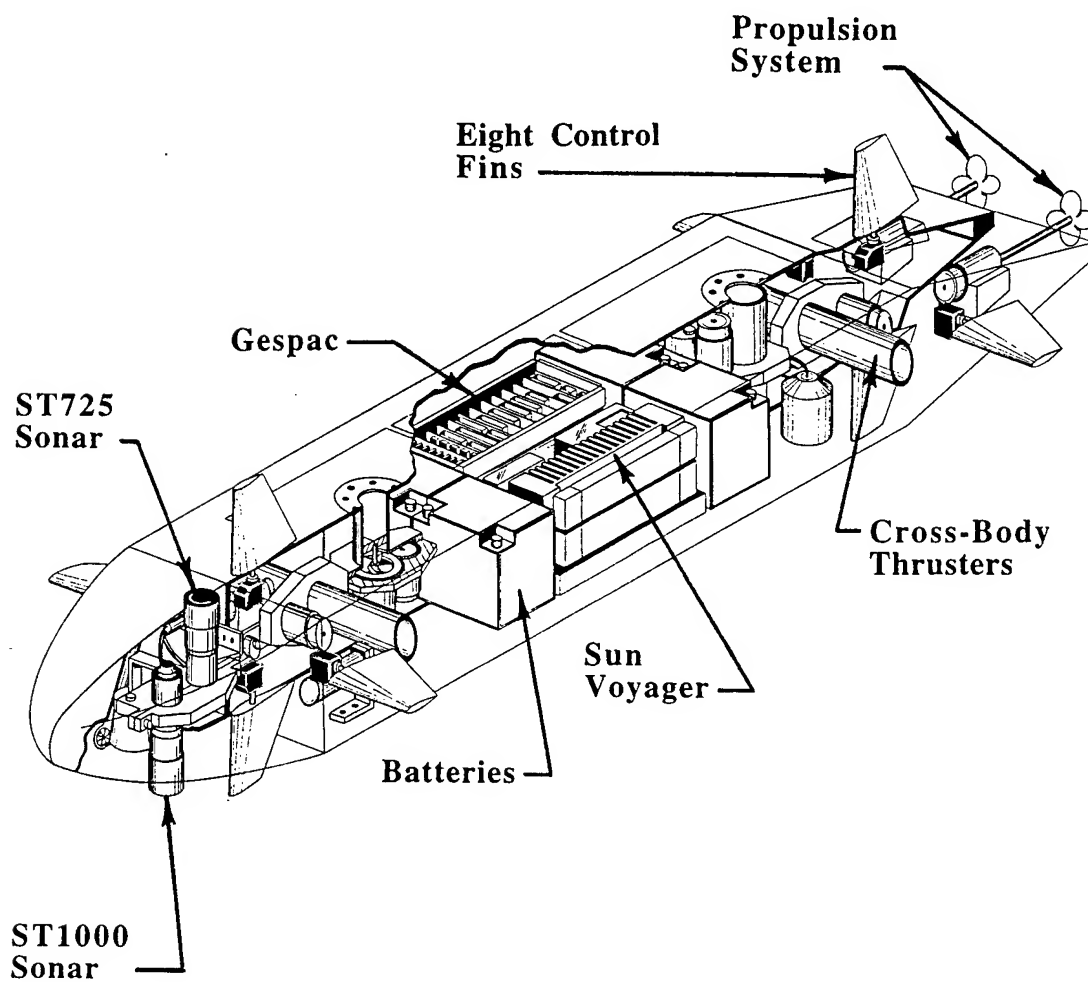 Propulsion
System
Eight Control
Fins
Gespac
ST725
Sonar
Cross-Body
Thrusters
Sun
Voyager
Batteries
ST1000
Sonar